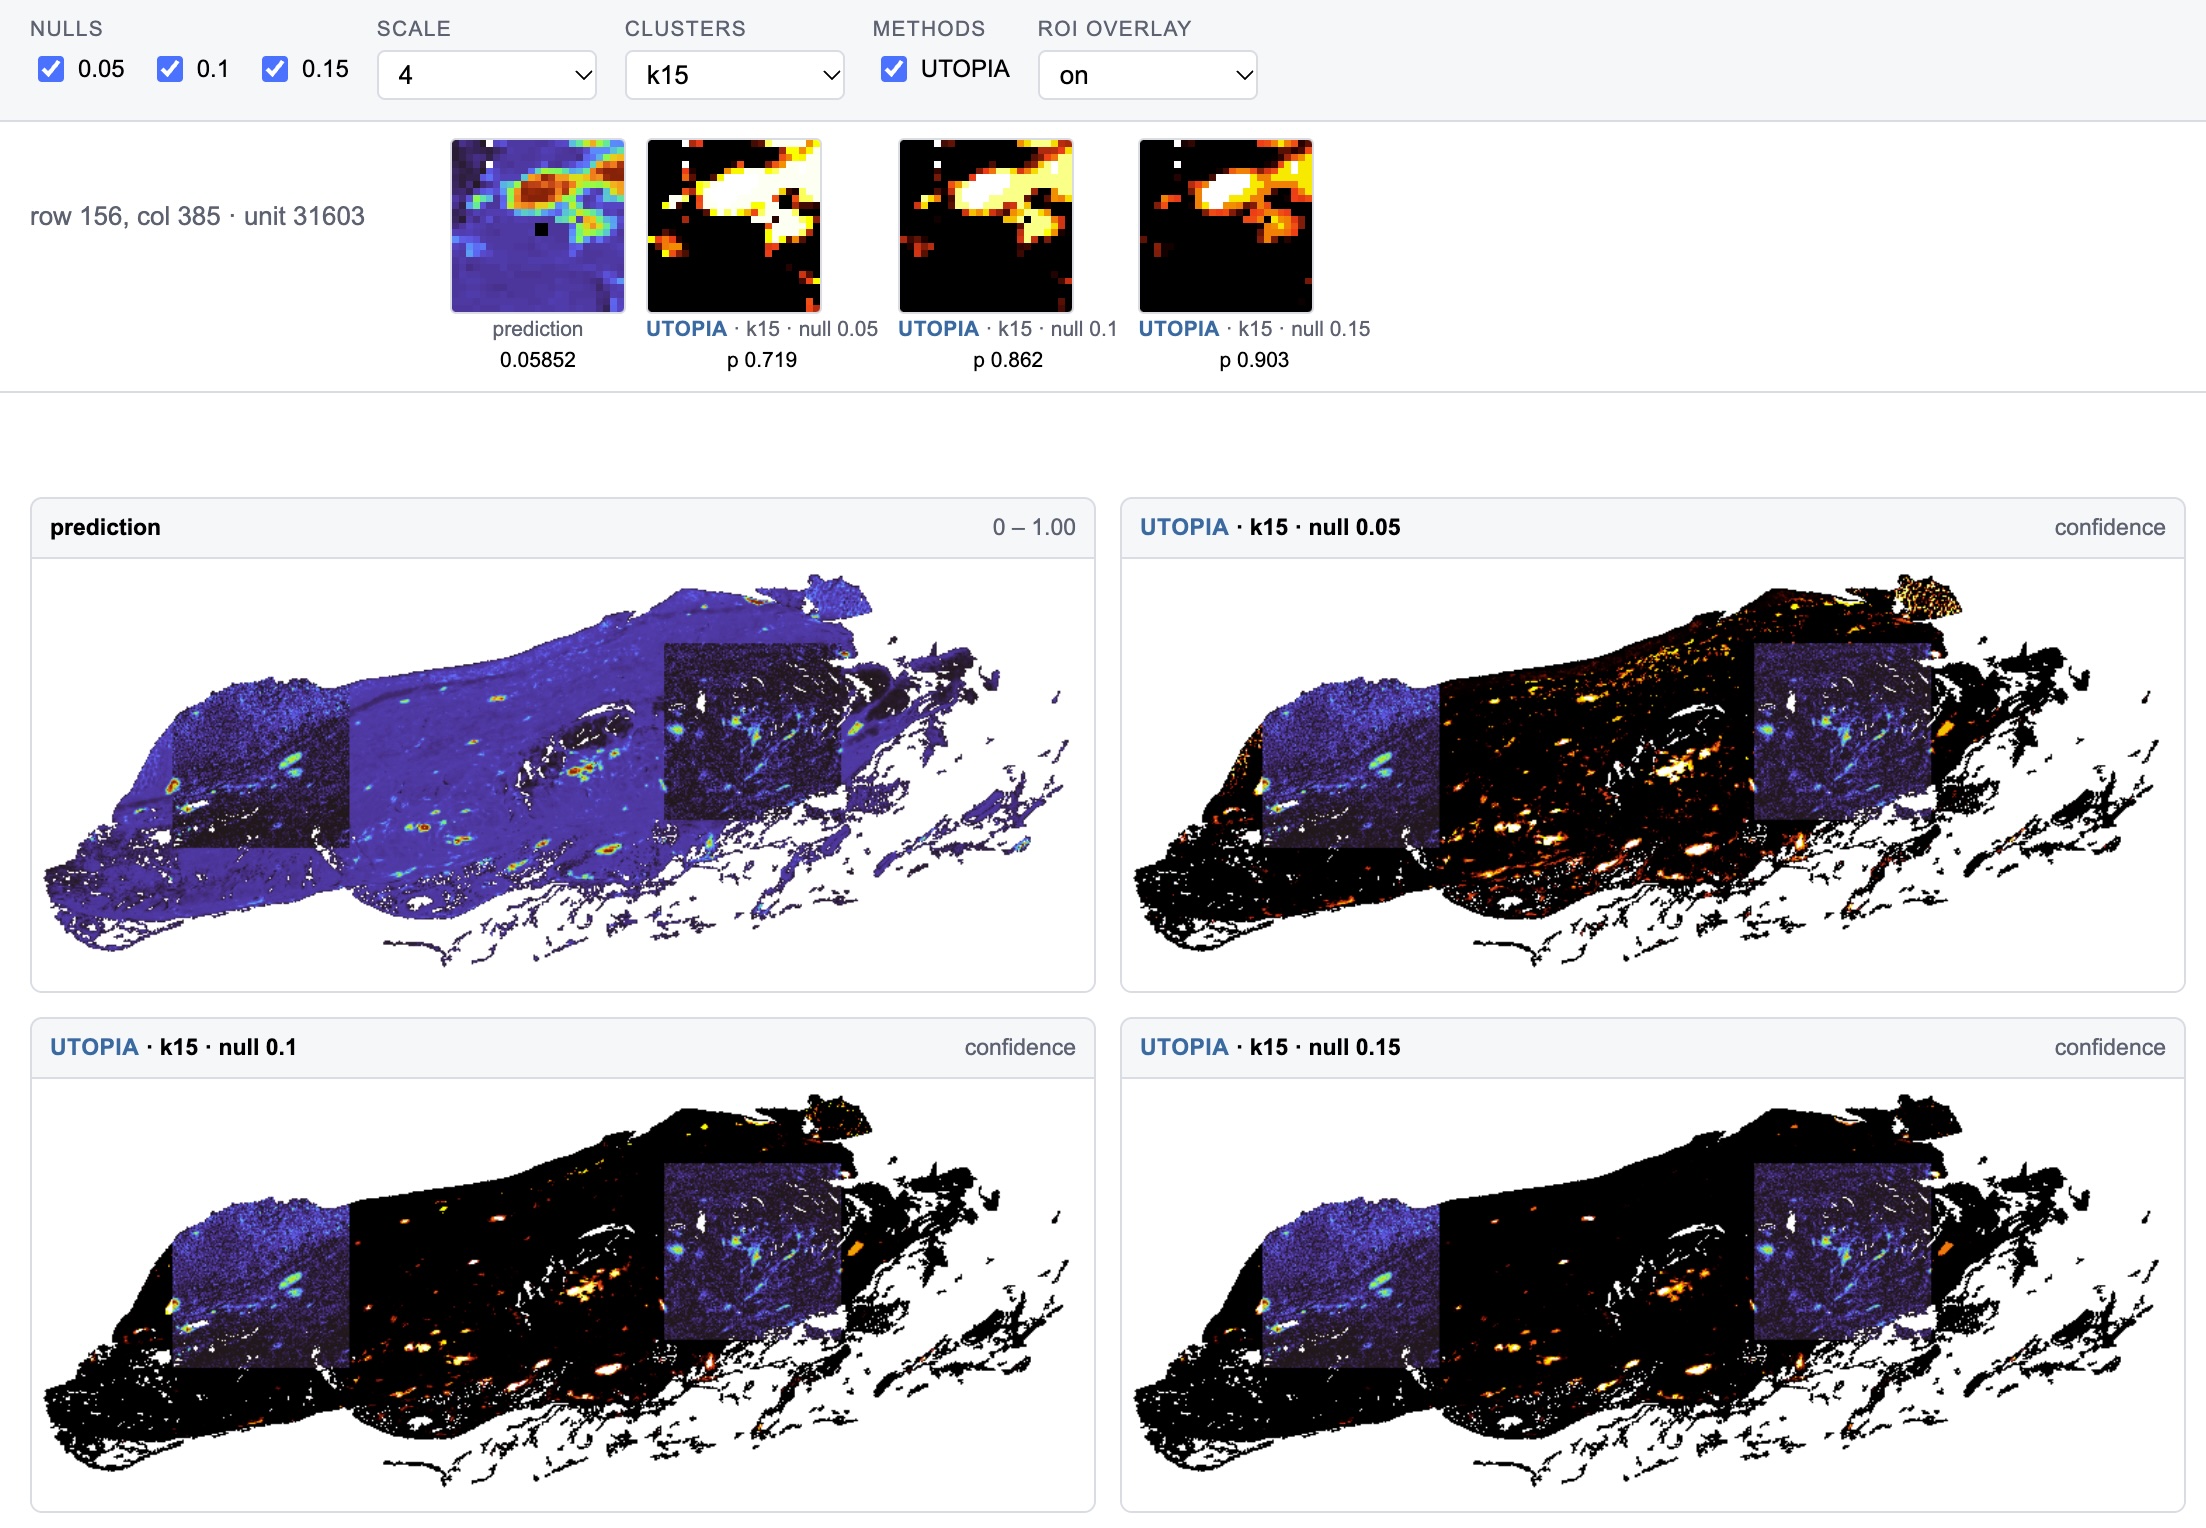 NULLS SCALE CLUSTERS METHODS ROI OVERLAY
0.05 0.1 0.15 4 k15 UTOPIA on
row 156, col 385 · unit 31603
prediction UTOPIA · k15 · null 0.05 UTOPIA · k15 · null 0.1 UTOPIA · k15 · null 0.15
0.05852 p 0.719 p 0.862 p 0.903
prediction 0 – 1.00
UTOPIA · k15 · null 0.05 confidence
UTOPIA · k15 · null 0.1 confidence
UTOPIA · k15 · null 0.15 confidence